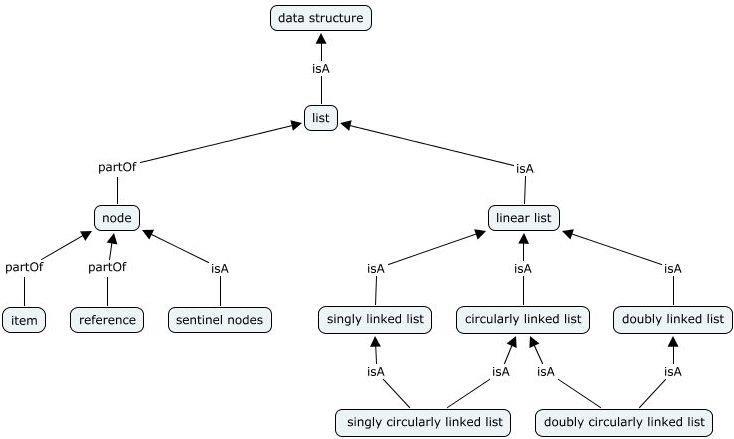 data structure
isA
list
partOf
isA
node
linear list
partOf
partOf
isA
isA
isA
isA
item
reference
sentinel nodes
singly linked list
circularly linked list
doubly linked list
isA
isA
isA
isA
singly circularly linked list
doubly circularly linked list